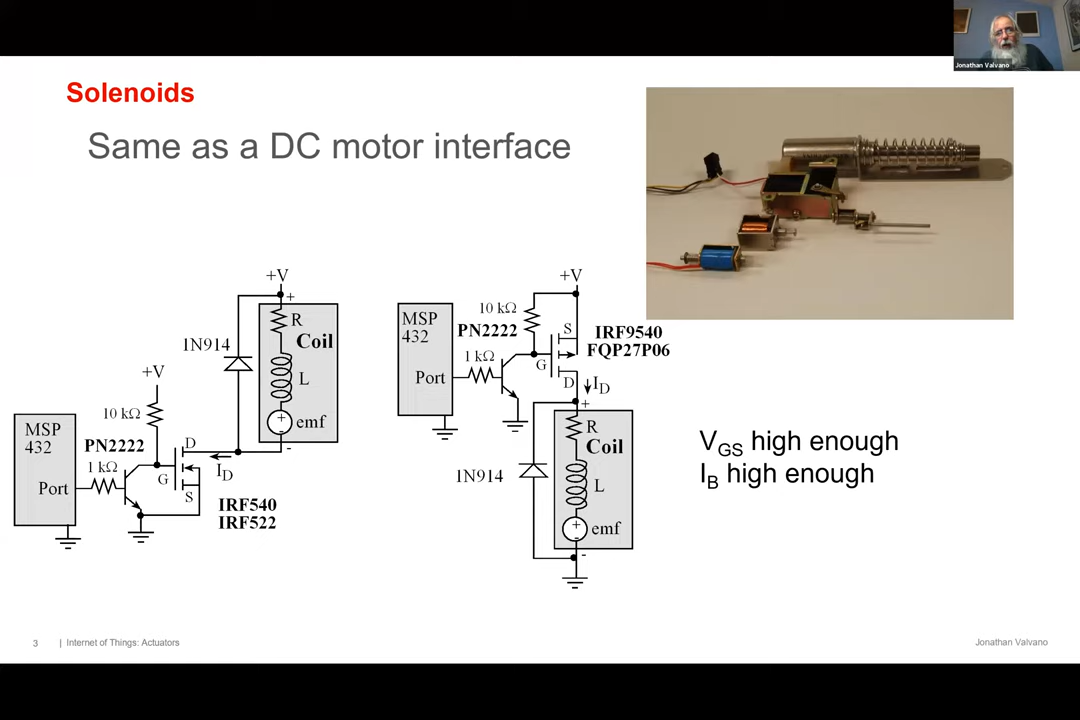 Jonathan Valvano
Solenoids
Same as a DC motor interface
+V
+
R
Coil
1N914
L
+V
+
emf
-
-
10 kΩ
MSP
432
PN2222
D
1 kΩ
G
I_D
Port
S
IRF540
IRF522
+V
MSP
432
10 kΩ
PN2222
S
IRF9540
FQP27P06
1 kΩ
G
Port
D
I_D
+
R
Coil
1N914
L
+
emf
-
-
V_GS high enough
I_B high enough
3 | Internet of Things: Actuators
Jonathan Valvano